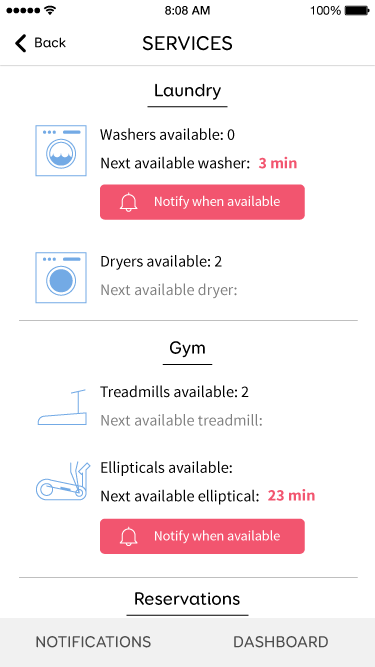 8:08 AM
100%
Back
SERVICES
Laundry
Washers available: 0
Next available washer: 3 min
Notify when available
Dryers available: 2
Next available dryer:
Gym
Treadmills available: 2
Next available treadmill:
Ellipticals available:
Next available elliptical: 23 min
Notify when available
Reservations
NOTIFICATIONS
DASHBOARD